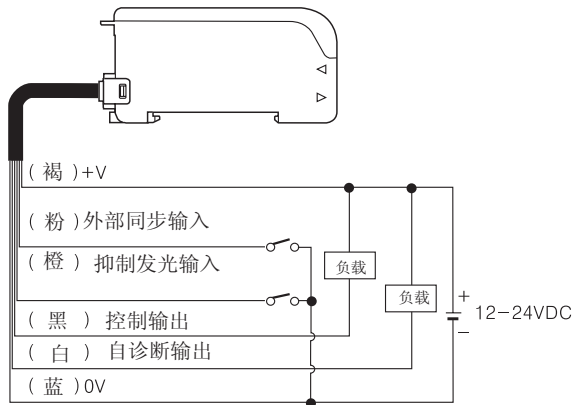 ( 褐 )+V
( 粉 )外部同步输入
( 橙 ) 抑制发光输入
负载
负载
+
12-24VDC
−
( 黑 ) 控制输出
( 白 ) 自诊断输出
( 蓝 )0V